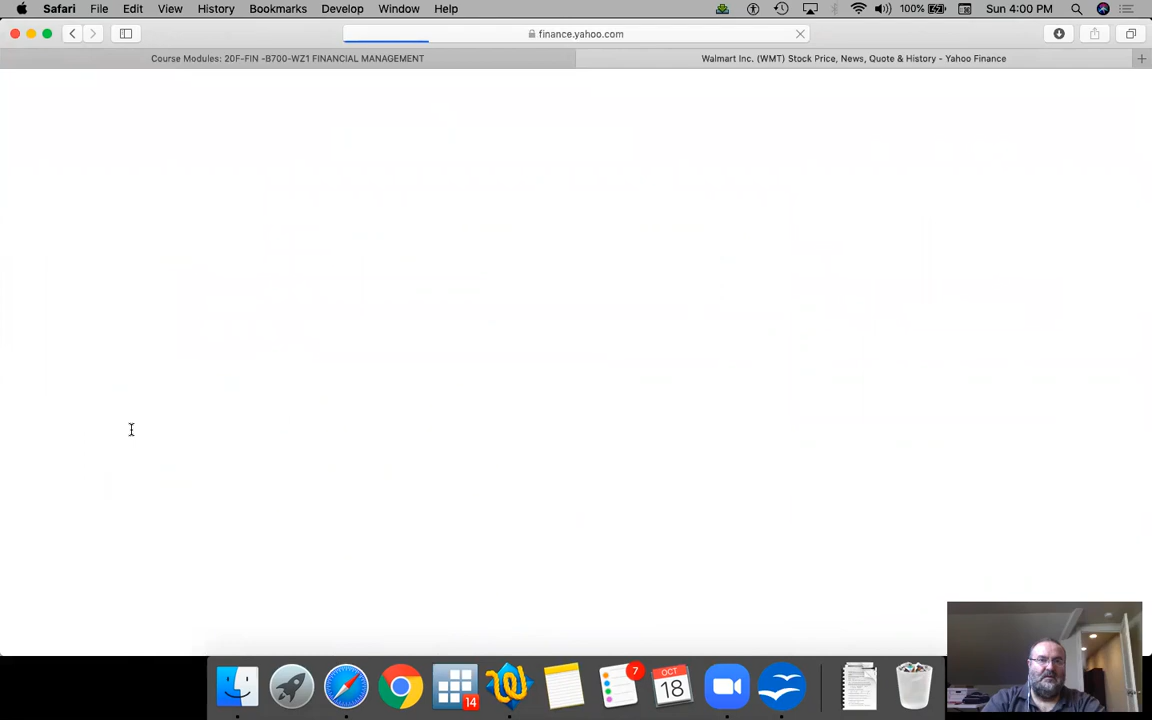 Safari File Edit View History Bookmarks Develop Window Help 100% Sun 4:00 PM
finance.yahoo.com
Course Modules: 20F-FIN -B700-WZ1 FINANCIAL MANAGEMENT Walmart Inc. (WMT) Stock Price, News, Quote & History - Yahoo Finance
14 7 OCT
18